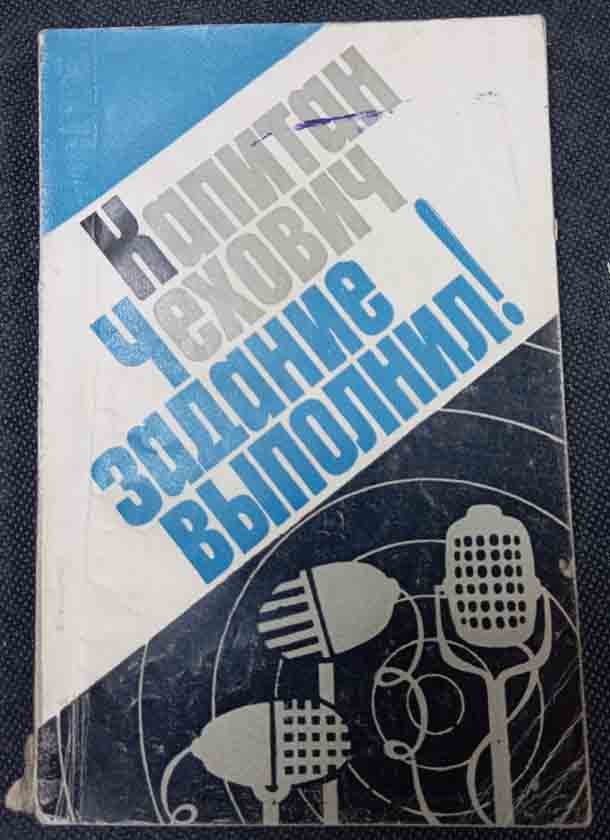 Капитан
Чехович
задание
выполнил!